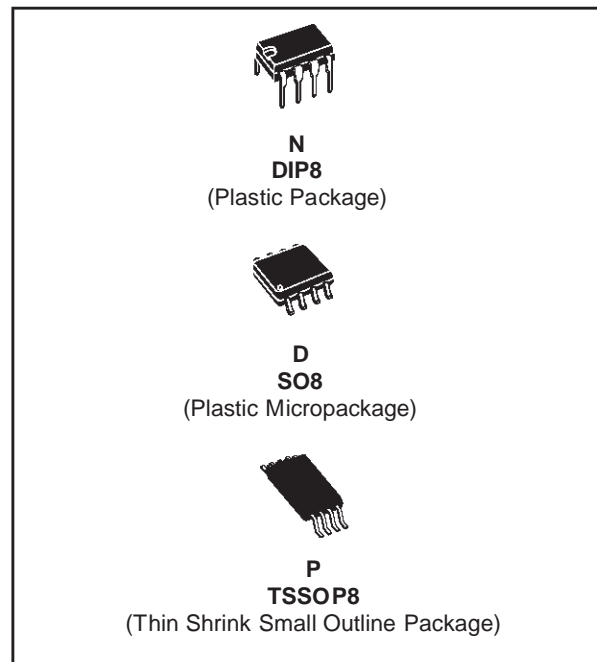 N
DIP8
(Plastic Package)
D
SO8
(Plastic Micropackage)
P
TSSOP8
(Thin Shrink Small Outline Package)